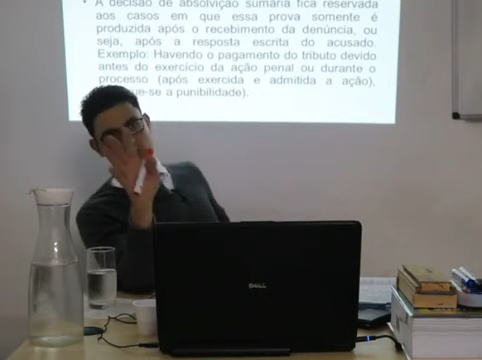 • A decisão de absolvição sumária fica reservada
aos casos em que essa prova somente é
produzida após o recebimento da denúncia, ou
seja, após a resposta escrita do acusado.
Exemplo: Havendo o pagamento do tributo devido
antes do exercício da ação penal ou durante o
processo (após exercida e admitida a ação),
que-se a punibilidade).
DELL